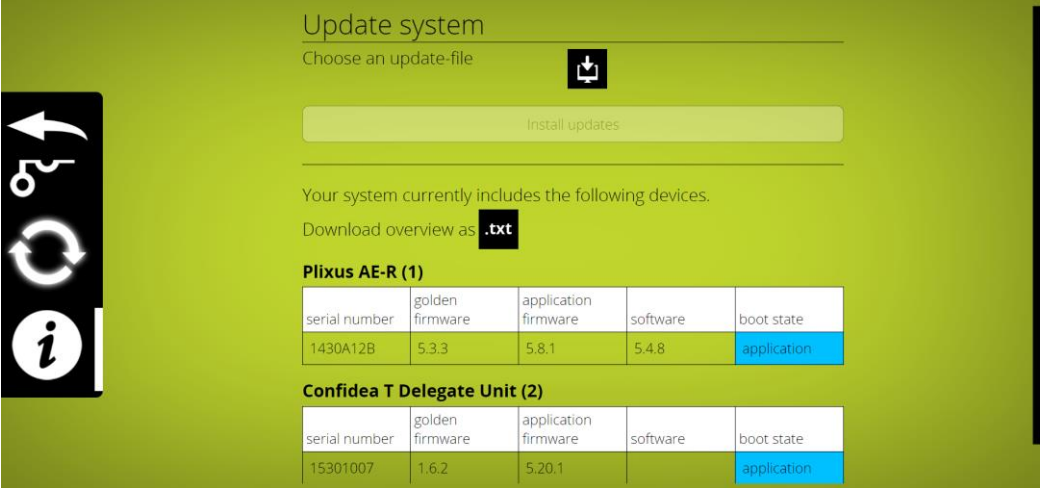 Update system
Choose an update-file
Install updates
Your system currently includes the following devices.
Download overview as .txt
Plixus AE-R (1)
serial number golden firmware application firmware software boot state
1430A12B 5.3.3 5.8.1 5.4.8 application
Confidea T Delegate Unit (2)
serial number golden firmware application firmware software boot state
15301007 1.6.2 5.20.1 application